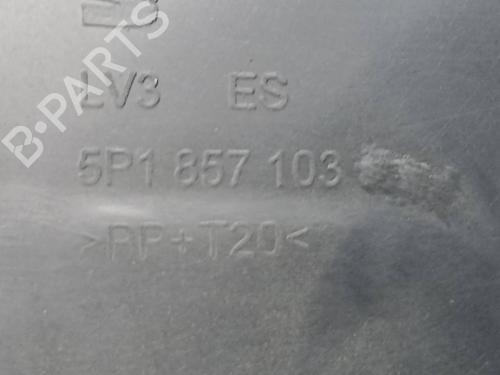 B-PARTS
LV3 ES
5P1 857 103
>PP+T20<